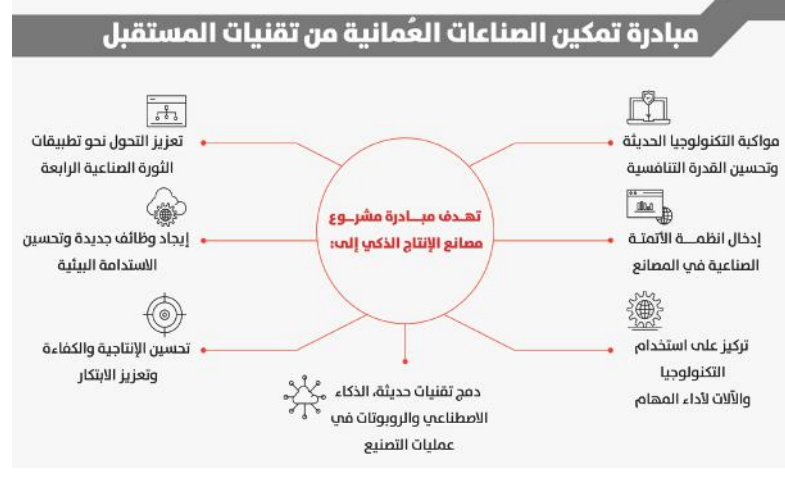 مبادرة تمكين الصناعات العُمانية من تقنيات المستقبل
تهـدف مبــادرة مشــروع
مصانع الإنتاج الذكي إلى:
مواكبة التكنولوجيا الحديثة
وتحسين القدرة التنافسية
إدخال انظمــة الأتمتـة
الصناعية في المصانع
تركيز على استخدام
التكنولوجيا
والآلات لأداء المهام
دمج تقنيات حديثة، الذكاء
الاصطناعي والروبوتات في
عمليات التصنيع
تعزيز التحول نحو تطبيقات
الثورة الصناعية الرابعة
إيجاد وظائف جديدة وتحسين
الاستدامة البيئية
تحسين الإنتاجية والكفاءة
وتعزيز الابتكار